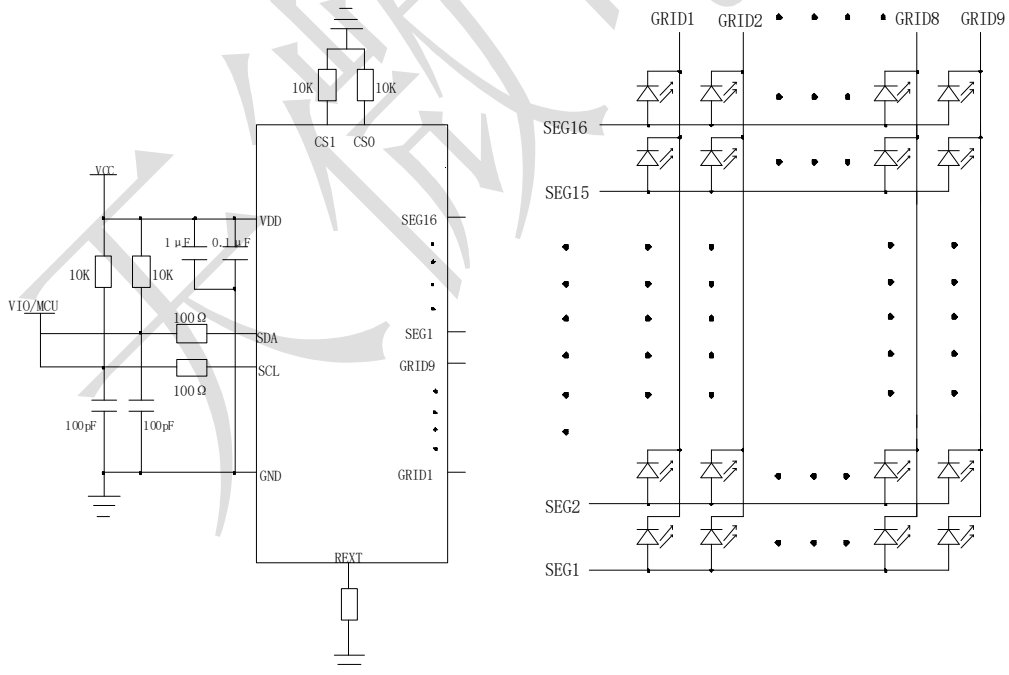 GRID1 GRID2 GRID8 GRID9
10K 10K
CS1 CS0
VCC
VDD
1μF 0.1μF
10K 10K
VIO/MCU
100Ω
SDA
SCL
100Ω
100pF 100pF
GND
REXT
SEG16
SEG1
GRID9
GRID1
SEG16
SEG15
SEG2
SEG1